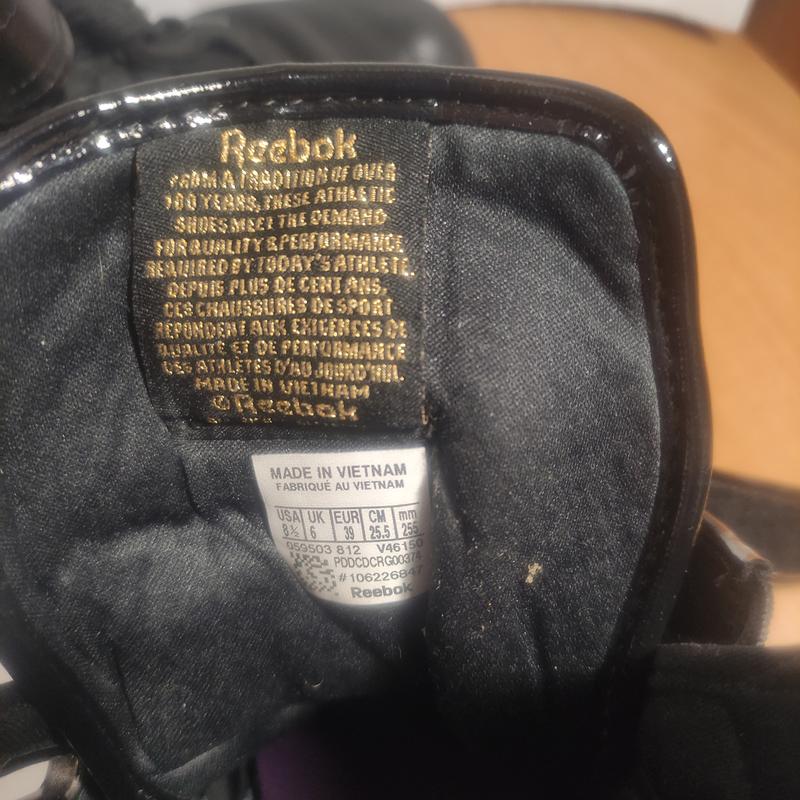 Reebok
FROM A TRADITION OF OVER
100 YEARS, THESE ATHLETIC
SHOES MEET THE DEMAND
FOR QUALITY & PERFORMANCE
REQUIRED BY TODAY'S ATHLETE.
DEPUIS PLUS DE CENT ANS,
CES CHAUSSURES DE SPORT
REPONDENT AUX EXIGENCES DE
QUALITE ET DE PERFORMANCE
DES ATHLETES D'AUJOURD'HUI.
MADE IN VIETNAM
©Reebok
MADE IN VIETNAM
FABRIQUÉ AU VIETNAM
USA UK EUR CM mm
8½ 6 39 25.5 255
059503 812 V46150
PDDCDCRG00374
#106226847
Reebok